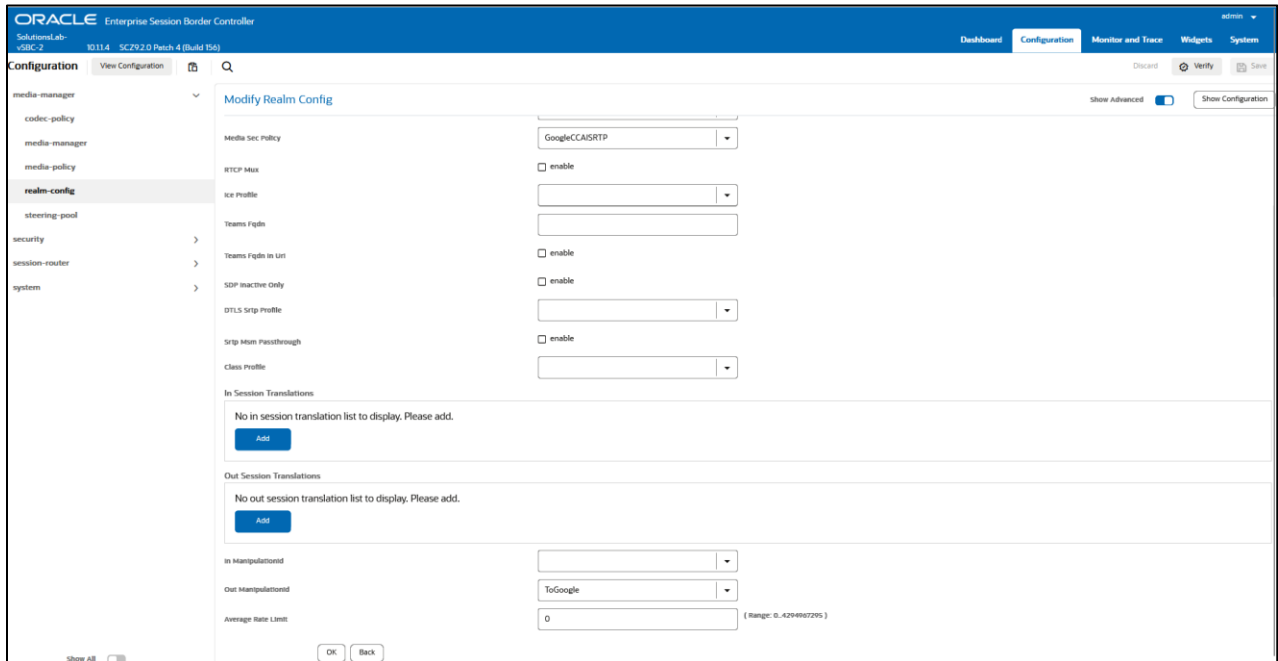 ORACLE Enterprise Session Border Controller
admin
SolutionsLab-
vSBC-2 10.1.1.4 SCZ9.2.0 Patch 4 (Build 156)
Dashboard Configuration Monitor and Trace Widgets System
Configuration View Configuration Discard Verify Save
media-manager
codec-policy
media-manager
media-policy
realm-config
steering-pool
security
session-router
system
Show All
Modify Realm Config Show Advanced Show Configuration
Media Sec Policy GoogleCCAISRTP
RTCP Mux enable
Ice Profile
Teams Fqdn
Teams Fqdn In Uri enable
SDP Inactive Only enable
DTLS Srtp Profile
Srtp Msm Passthrough enable
Class Profile
In Session Translations
No in session translation list to display. Please add.
Add
Out Session Translations
No out session translation list to display. Please add.
Add
In ManipulationId
Out ManipulationId ToGoogle
Average Rate Limit 0 ( Range: 0..4294967295 )
OK Back